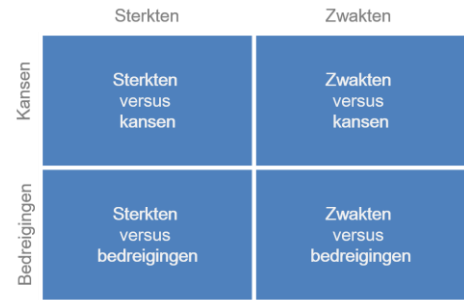 Sterkten
Zwakten
Kansen
Sterkten
versus
kansen
Zwakten
versus
kansen
Bedreigingen
Sterkten
versus
bedreigingen
Zwakten
versus
bedreigingen